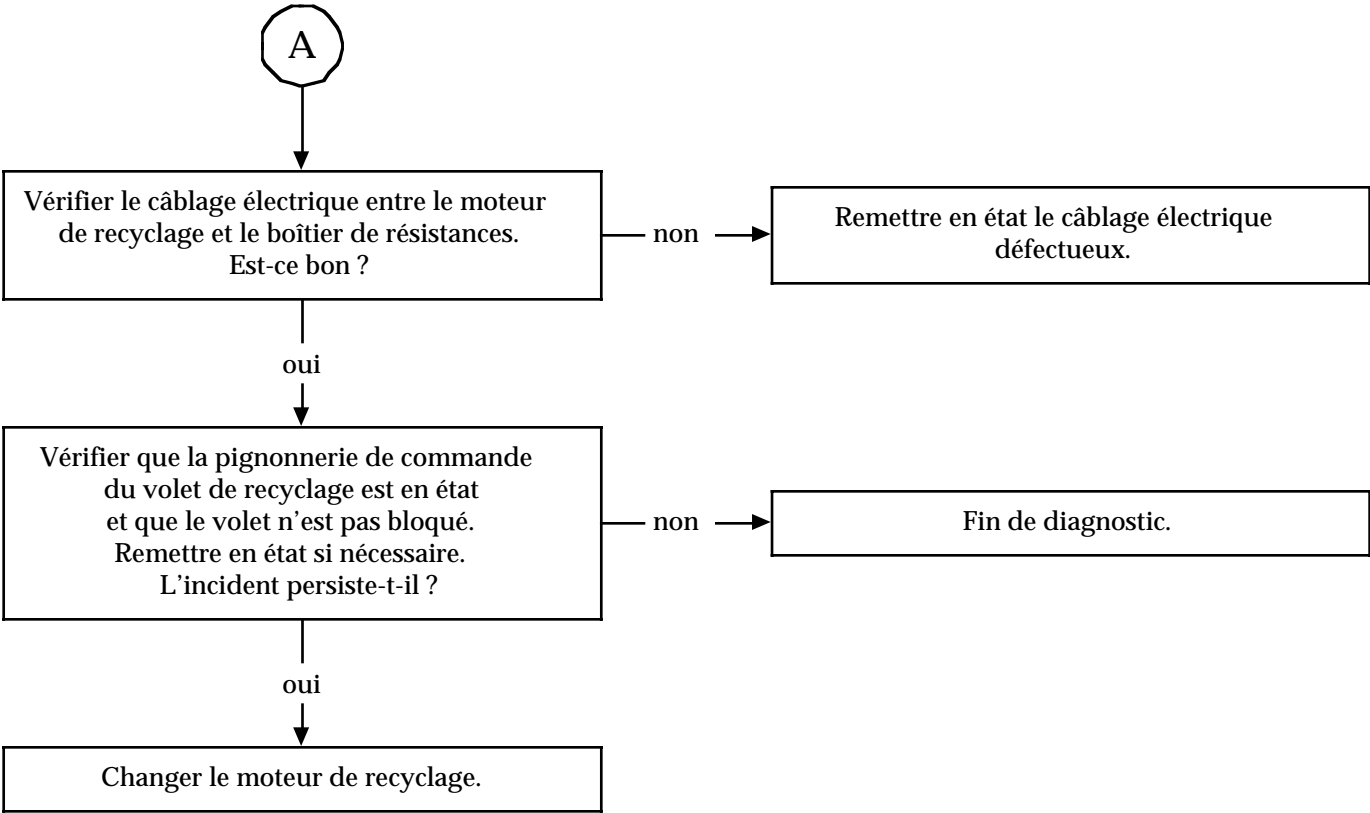 A
Vérifier le câblage électrique entre le moteur
de recyclage et le boîtier de résistances.
Est-ce bon ?
non
Remettre en état le câblage électrique
défectueux.
oui
Vérifier que la pignonnerie de commande
du volet de recyclage est en état
et que le volet n’est pas bloqué.
Remettre en état si nécessaire.
L’incident persiste-t-il ?
non
Fin de diagnostic.
oui
Changer le moteur de recyclage.